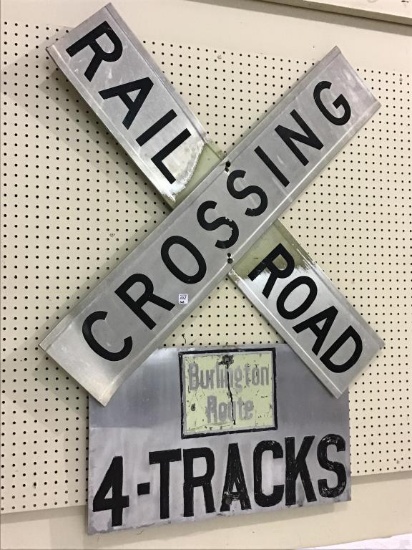 RAIL
CROSSING
ROAD
Burlington
Route
4-TRACKS